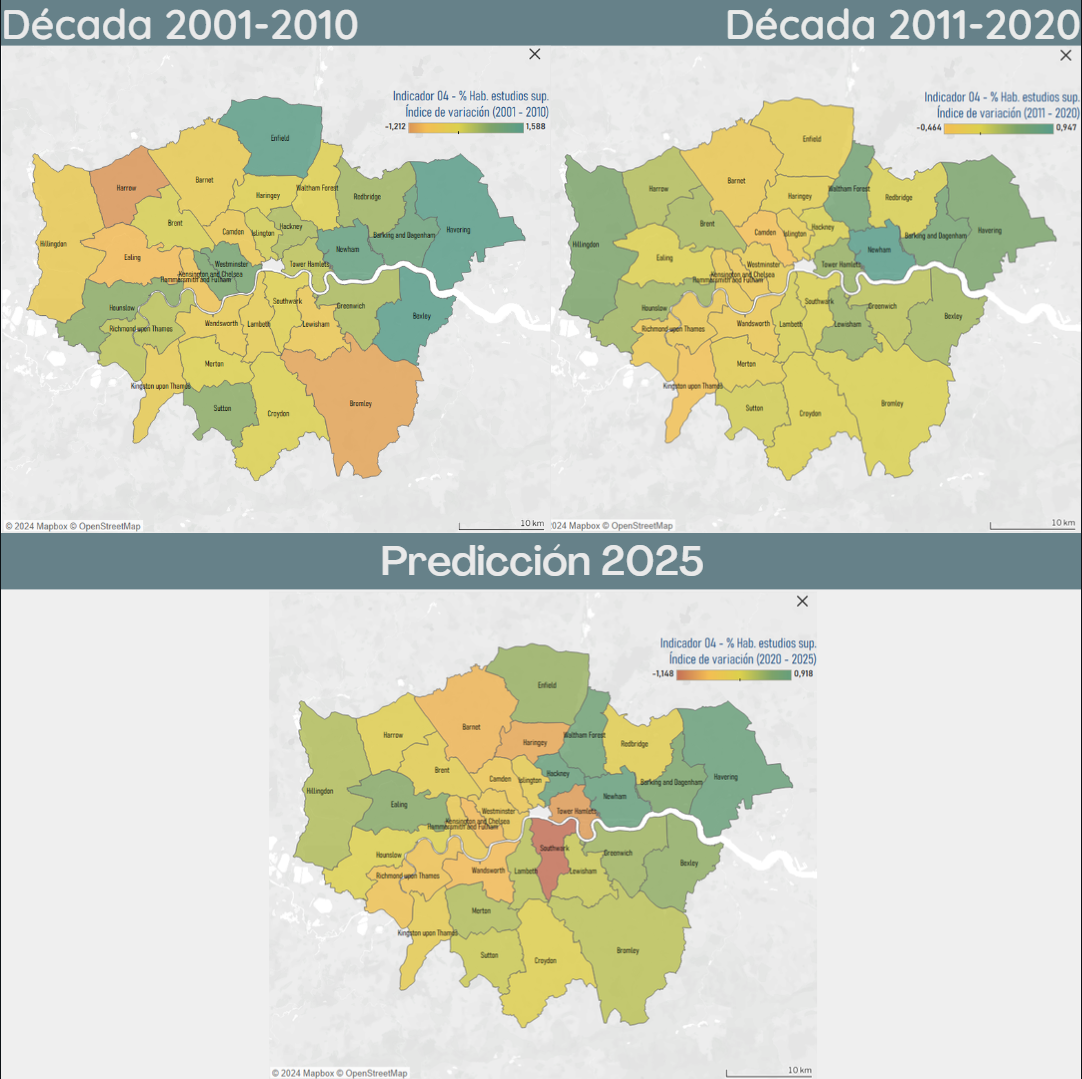 Década 2001-2010
Década 2011-2020
Indicador 04 - % Hab. estudios sup.
Índice de variación (2001 - 2010)
-1,212 1,588
Enfield
Harrow
Barnet
Haringey
Waltham Forest
Redbridge
Brent
Camden
Islington
Hackney
Hillingdon
Havering
Barking and Dagenham
Newham
Ealing
Westminster
Tower Hamlets
Kensington and Chelsea
Hammersmith and Fulham
Hounslow
Southwark
Greenwich
Bexley
Richmond upon Thames
Wandsworth
Lambeth
Lewisham
Merton
Kingston upon Thames
Sutton
Croydon
Bromley
© 2024 Mapbox © OpenStreetMap
10 km
Indicador 04 - % Hab. estudios sup.
Índice de variación (2011 - 2020)
-0,464 0,947
Enfield
Barnet
Harrow
Waltham Forest
Haringey
Redbridge
Brent
Hackney
Camden
Islington
Havering
Barking and Dagenham
Hillingdon
Newham
Ealing
Westminster
Tower Hamlets
Kensington and Chelsea
Hammersmith and Fulham
Southwark
Greenwich
Hounslow
Bexley
Richmond upon Thames
Wandsworth
Lambeth
Lewisham
Merton
Kingston upon Thames
Bromley
Sutton
Croydon
2024 Mapbox © OpenStreetMap
10 km
Predicción 2025
Indicador 04 - % Hab. estudios sup.
Índice de variación (2020 - 2025)
-1,148 0,918
Enfield
Barnet
Harrow
Waltham Forest
Haringey
Redbridge
Brent
Hackney
Camden
Islington
Havering
Barking and Dagenham
Hillingdon
Newham
Ealing
Westminster
Tower Hamlets
Kensington and Chelsea
Hammersmith and Fulham
Southwark
Greenwich
Hounslow
Bexley
Richmond upon Thames
Wandsworth
Lambeth
Lewisham
Merton
Kingston upon Thames
Bromley
Sutton
Croydon
© 2024 Mapbox © OpenStreetMap
10 km